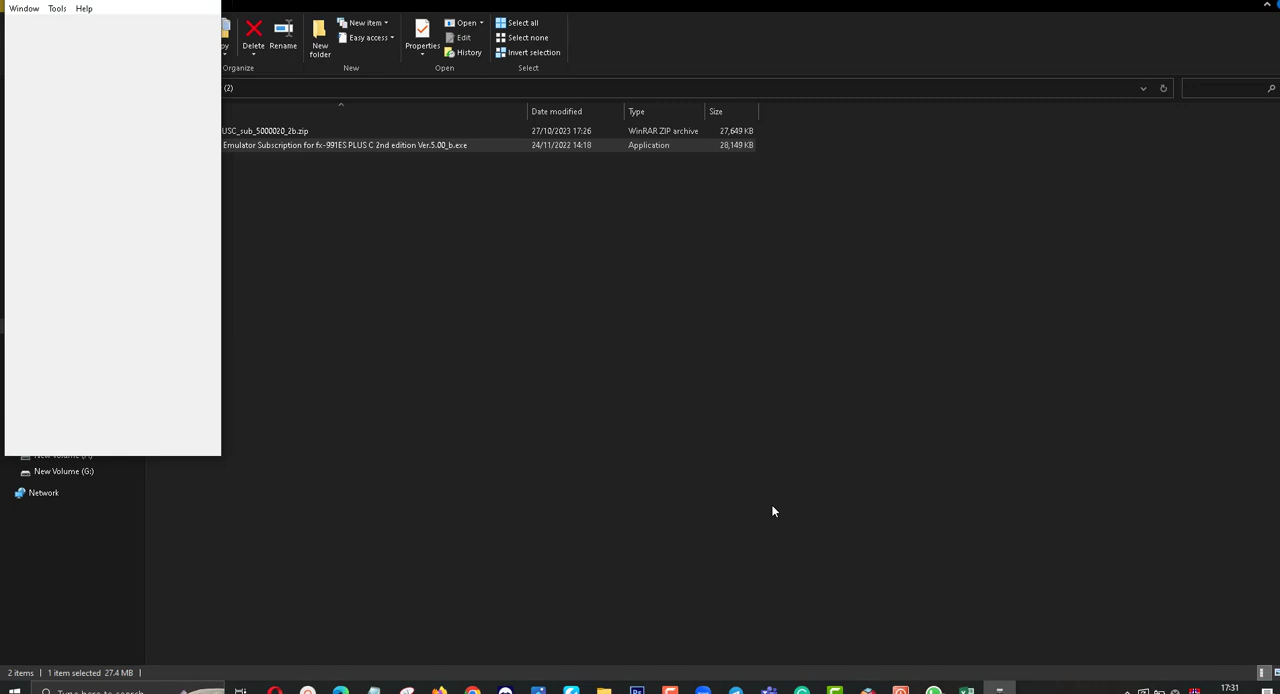 Window Tools Help
Delete
Rename
New folder
New item
Easy access
Properties
Open
Edit
History
Select all
Select none
Invert selection
Organize
New
Open
Select
(2)
Date modified Type Size
USC_sub_5000020_2b.zip 27/10/2023 17:26 WinRAR ZIP archive 27,649 KB
Emulator Subscription for fx-991ES PLUS C 2nd edition Ver.5.00_b.exe 24/11/2022 14:18 Application 28,149 KB
New Volume (G:)
Network
2 items 1 item selected 27.4 MB
Type here to search
17:31